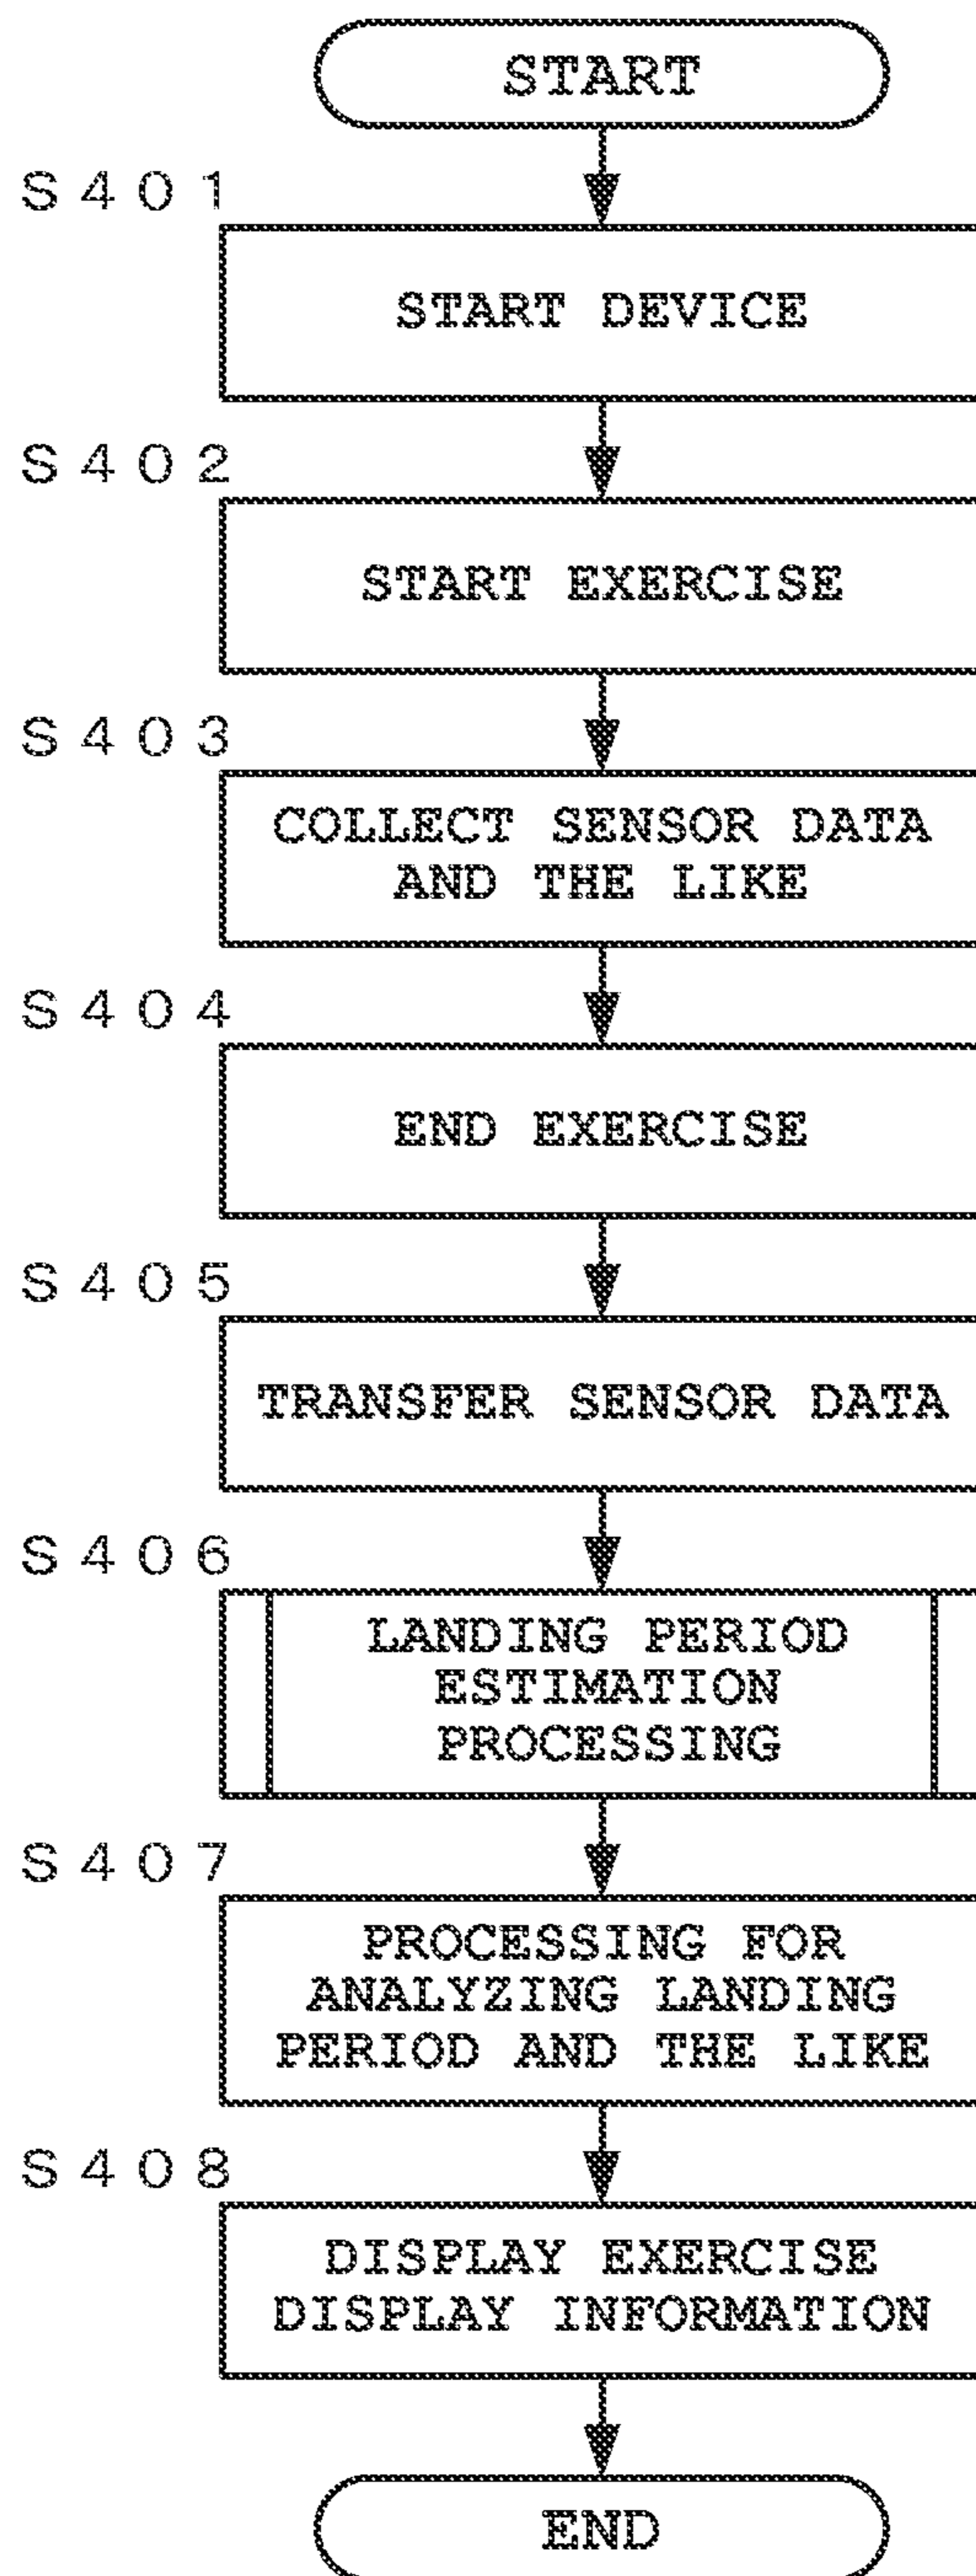 START
S401
START DEVICE
S402
START EXERCISE
S403
COLLECT SENSOR DATA
AND THE LIKE
S404
END EXERCISE
S405
TRANSFER SENSOR DATA
S406
LANDING PERIOD
ESTIMATION
PROCESSING
S407
PROCESSING FOR
ANALYZING LANDING
PERIOD AND THE LIKE
S408
DISPLAY EXERCISE
DISPLAY INFORMATION
END